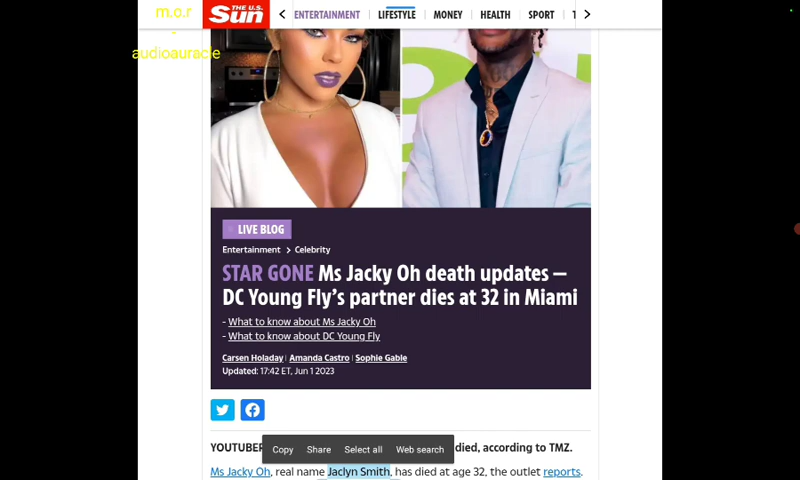 m.o.r
-
audioauracle
THE U.S.
Sun
ENTERTAINMENT
LIFESTYLE
MONEY
HEALTH
SPORT
LIVE BLOG
Entertainment > Celebrity
STAR GONE Ms Jacky Oh death updates —
DC Young Fly's partner dies at 32 in Miami
- What to know about Ms Jacky Oh
- What to know about DC Young Fly
Carsen Holaday | Amanda Castro | Sophie Gable
Updated: 17:42 ET, Jun 1 2023
Copy Share Select all Web search
YOUTUBER died, according to TMZ.
Ms Jacky Oh, real name Jaclyn Smith, has died at age 32, the outlet reports.